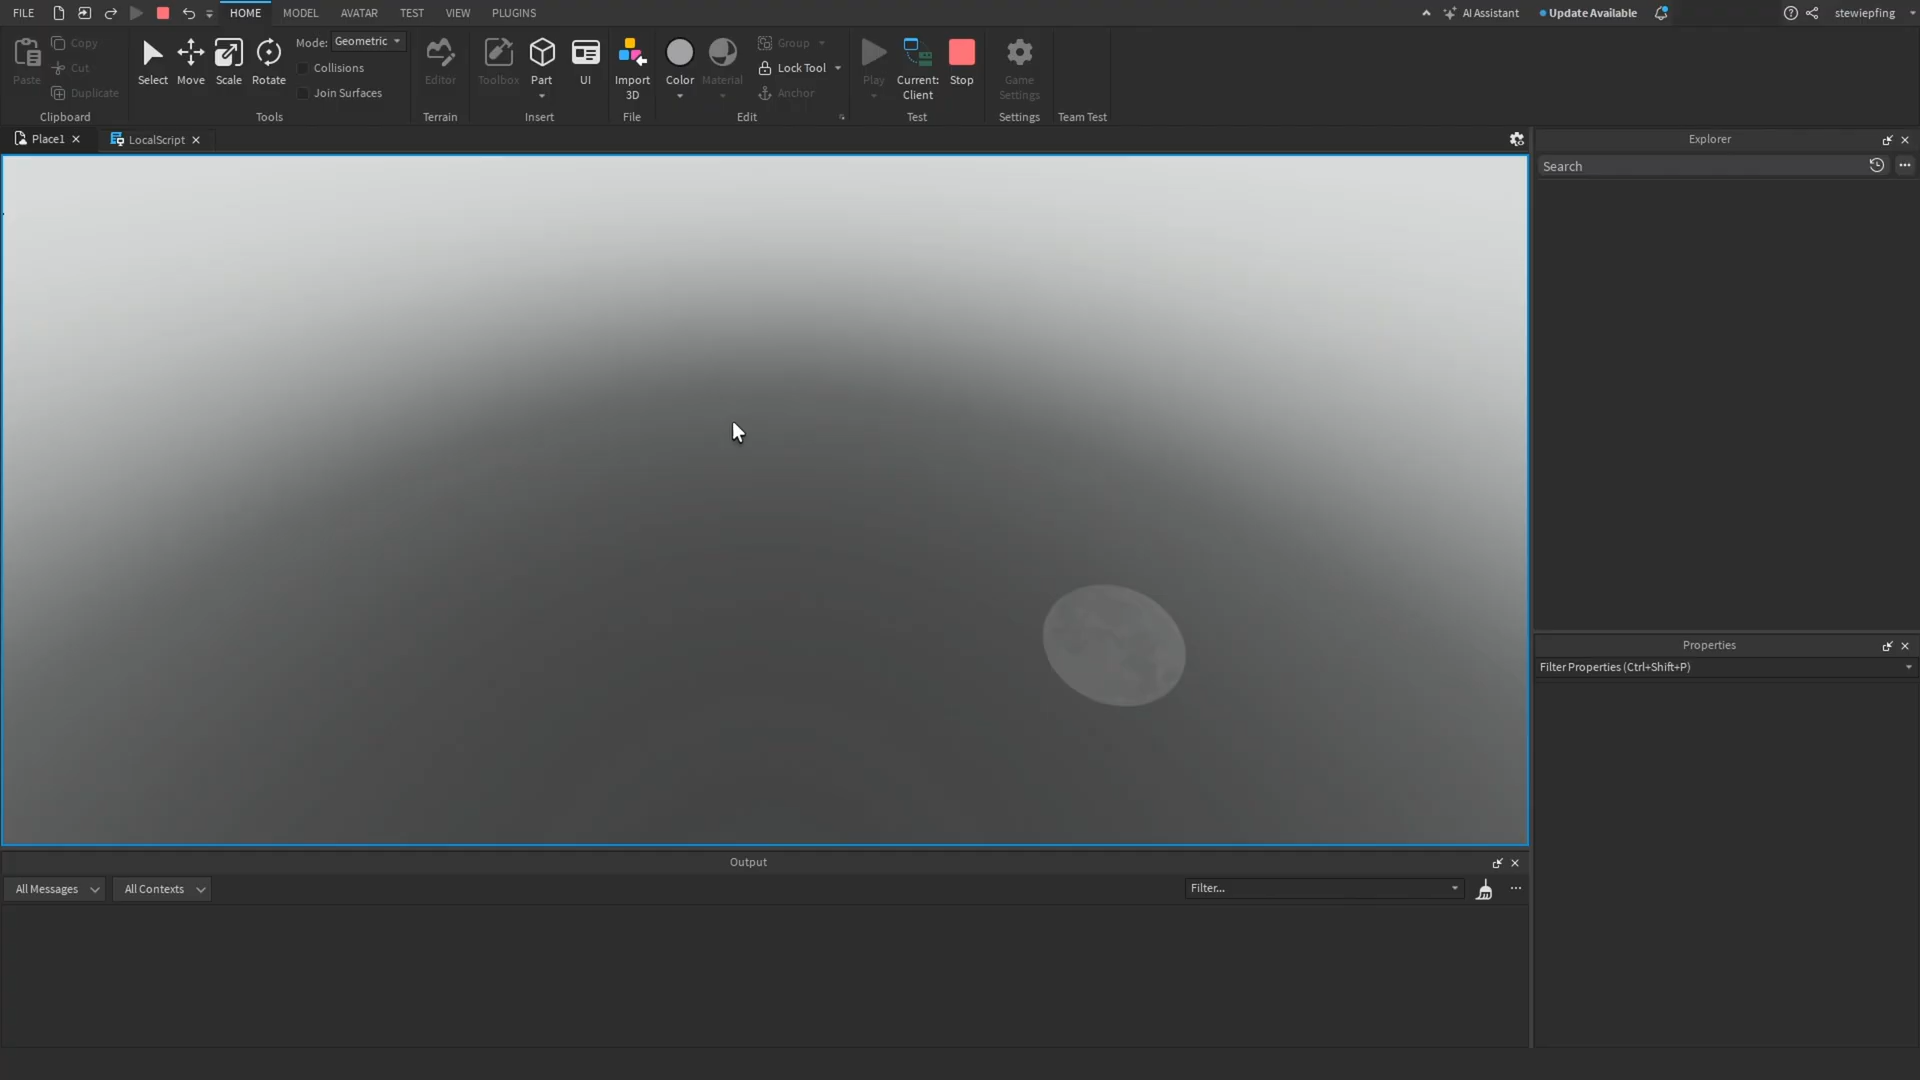 FILE HOME MODEL AVATAR TEST VIEW PLUGINS AI Assistant Update Available stewiepfing
Paste Copy Cut Duplicate
Clipboard
Select Move Scale Rotate
Mode: Geometric
Collisions
Join Surfaces
Tools
Editor
Terrain
Toolbox Part UI
Insert
Import
3D
File
Color Material
Group
Lock Tool
Anchor
Edit
Play Current:
Client
Stop
Test
Game
Settings
Settings
Team Test
Place1 LocalScript
Explorer
Search
Properties
Filter Properties (Ctrl+Shift+P)
Output
All Messages All Contexts Filter...